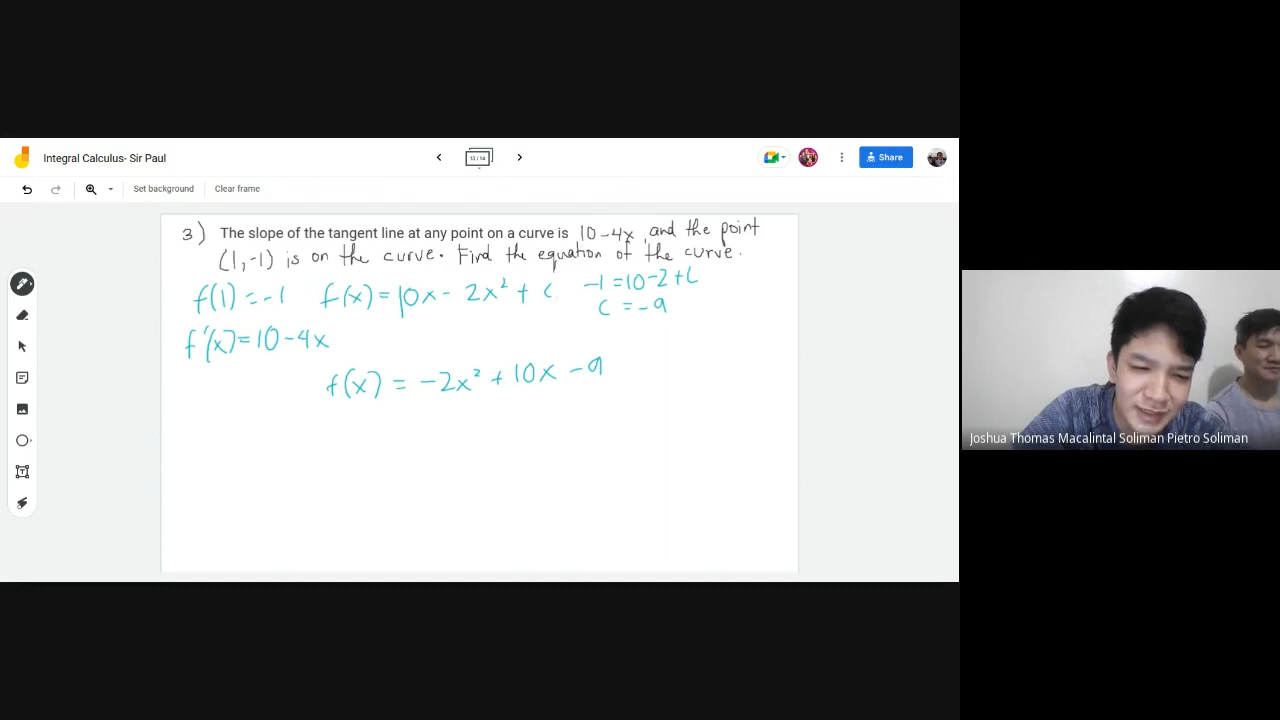 Integral Calculus- Sir Paul
13 / 14
Share
Set background
Clear frame
3) The slope of the tangent line at any point on a curve is 10-4x, and the point
(1,-1) is on the curve. Find the equation of the curve.
f(1) = -1 f(x) = 10x - 2x² + C -1 = 10-2+C
C = -9
f'(x) = 10-4x
f(x) = -2x² + 10x - 9
Joshua Thomas Macalintal Soliman Pietro Soliman